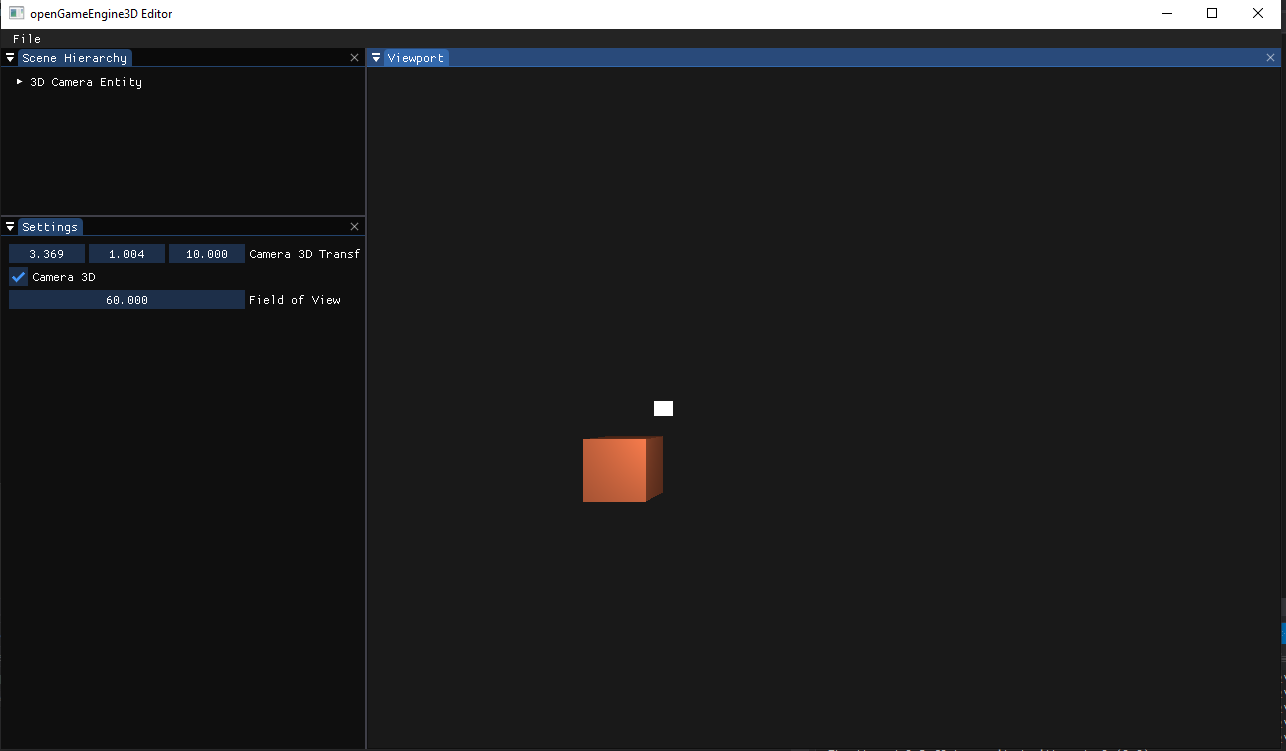 openGameEngine3D Editor
File
Scene Hierarchy
Viewport
3D Camera Entity
Settings
3.369 1.004 10.000 Camera 3D Transf
Camera 3D
60.000 Field of View